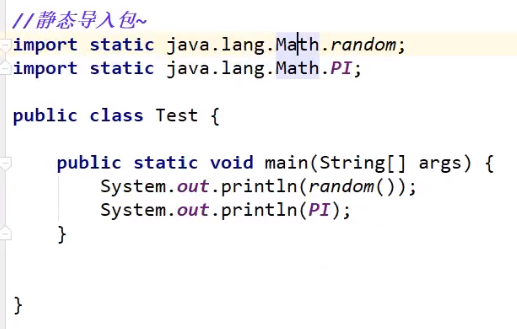 //静态导入包~
import static java.lang.Math.random;
import static java.lang.Math.PI;
public class Test {
public static void main(String[] args) {
System.out.println(random());
System.out.println(PI);
}
}